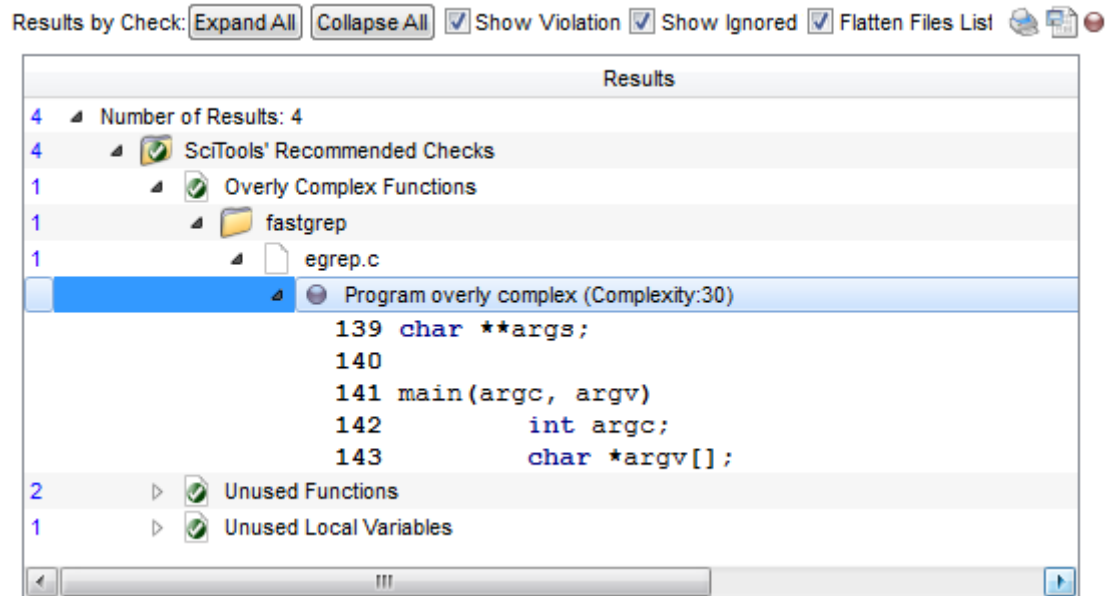 Results by Check: Expand All Collapse All Show Violation Show Ignored Flatten Files List
Results
4 Number of Results: 4
4 SciTools' Recommended Checks
1 Overly Complex Functions
1 fastgrep
1 egrep.c
Program overly complex (Complexity:30)
139 char **args;
140
141 main(argc, argv)
142 int argc;
143 char *argv[];
2 Unused Functions
1 Unused Local Variables